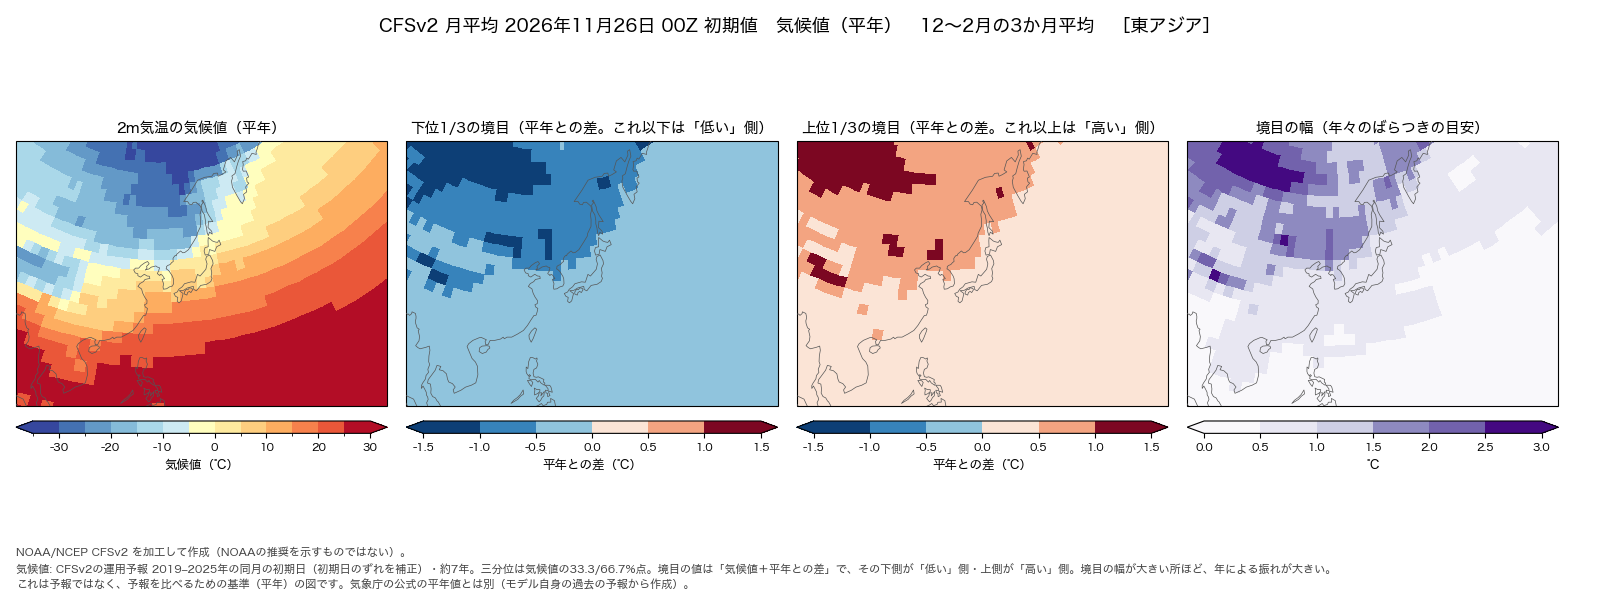 CFSv2 月平均 2026年11月26日 00Z 初期値　気候値（平年）　12～2月の3か月平均　［東アジア］
2m気温の気候値（平年）
下位1/3の境目（平年との差。これ以下は「低い」側）
上位1/3の境目（平年との差。これ以上は「高い」側）
境目の幅（年々のばらつきの目安）
-30 -20 -10 0 10 20 30
気候値（℃）
-1.5 -1.0 -0.5 0.0 0.5 1.0 1.5
平年との差（℃）
-1.5 -1.0 -0.5 0.0 0.5 1.0 1.5
平年との差（℃）
0.0 0.5 1.0 1.5 2.0 2.5 3.0
℃
NOAA/NCEP CFSv2 を加工して作成（NOAAの推奨を示すものではない）。
気候値: CFSv2の運用予報 2019–2025年の同月の初期日（初期日のずれを補正）・約7年。三分位は気候値の33.3/66.7%点。境目の値は「気候値＋平年との差」で、その下側が「低い」側・上側が「高い」側。境目の幅が大きい所ほど、年による振れが大きい。
これは予報ではなく、予報を比べるための基準（平年）の図です。気象庁の公式の平年値とは別（モデル自身の過去の予報から作成）。